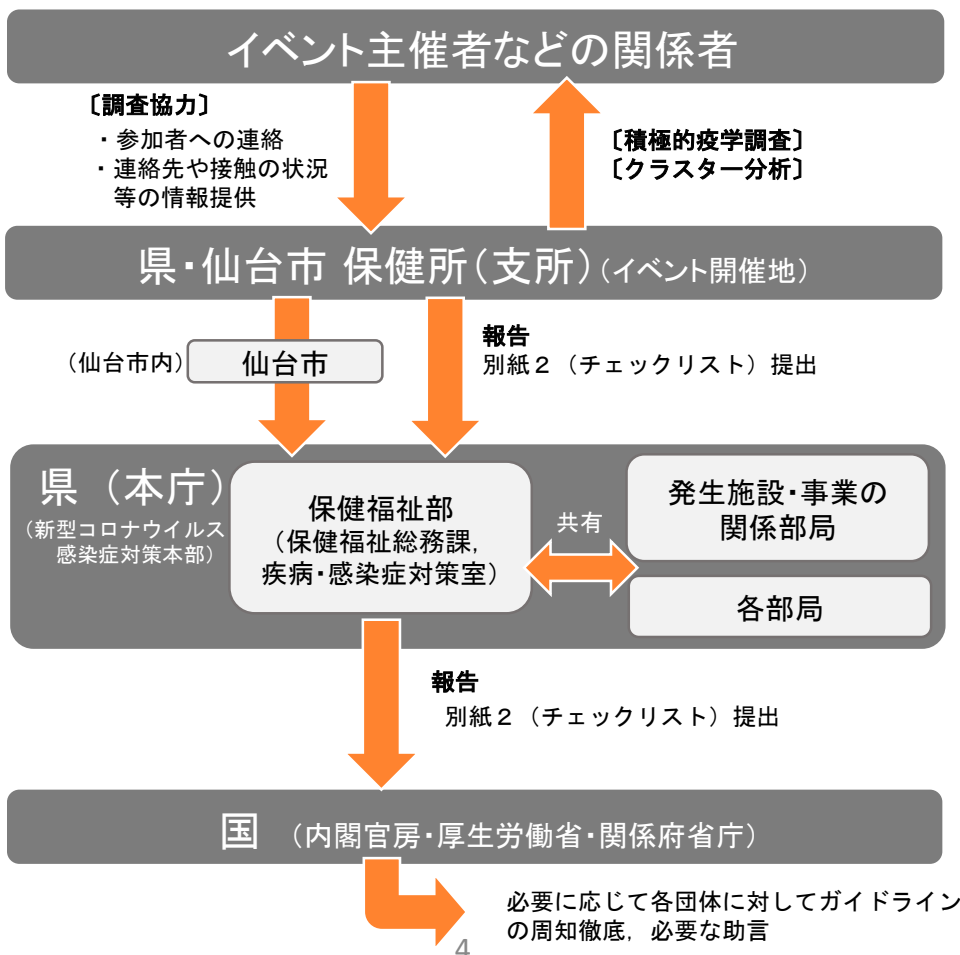 イベント主催者などの関係者
〔調査協力〕
・参加者への連絡
・連絡先や接触の状況
等の情報提供
〔積極的疫学調査〕
〔クラスター分析〕
県・仙台市 保健所（支所）（イベント開催地）
（仙台市内）
仙台市
報告
別紙２（チェックリスト）提出
県（本庁）
（新型コロナウイルス
感染症対策本部）
保健福祉部
（保健福祉総務課，
疾病・感染症対策室）
共有
発生施設・事業の
関係部局
各部局
報告
別紙２（チェックリスト）提出
国（内閣官房・厚生労働省・関係府省庁）
必要に応じて各団体に対してガイドライン
の周知徹底，必要な助言
4